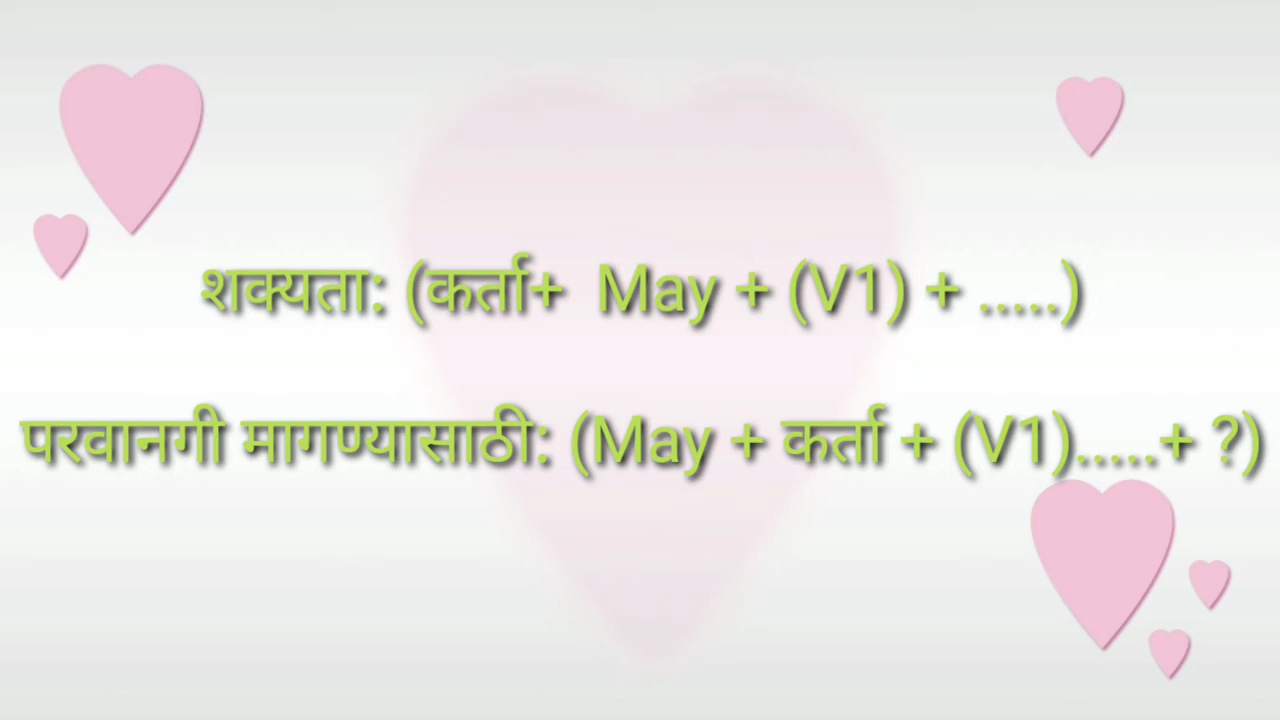 शक्यता: (कर्ता+ May + (V1) + .....)
परवानगी मागण्यासाठी: (May + कर्ता + (V1).....+ ?)